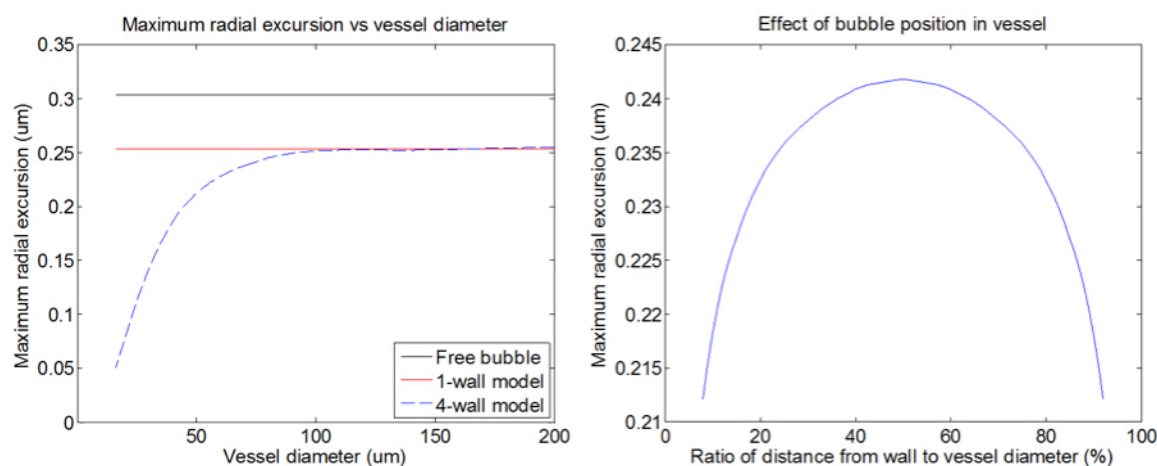 Maximum radial excursion vs vessel diameter
0.35
0.3
0.25
0.2
0.15
0.1
0.05
0
Maximum radial excursion (um)
50
100
150
200
Vessel diameter (um)
Free bubble
1-wall model
4-wall model
Effect of bubble position in vessel
0.245
0.24
0.235
0.23
0.225
0.22
0.215
0.21
Maximum radial excursion (um)
0
20
40
60
80
100
Ratio of distance from wall to vessel diameter (%)